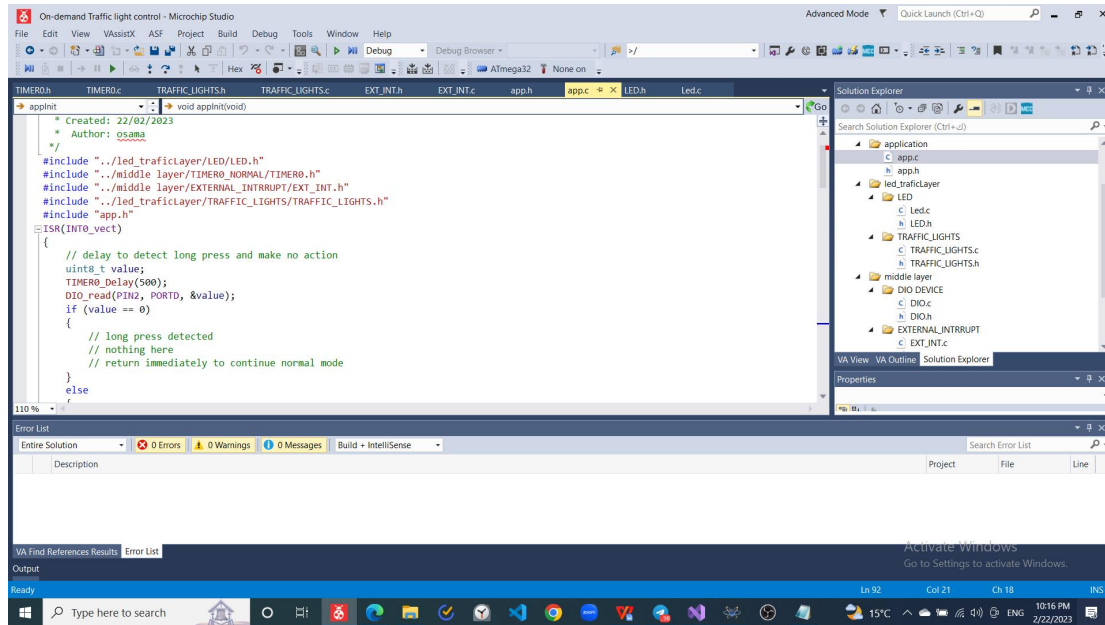 On-demand Traffic light control - Microchip Studio
Advanced Mode
Quick Launch (Ctrl+Q)
File Edit View VAssistX ASF Project Build Debug Tools Window Help
Debug
Debug Browser
>/
Hex
ATmega32 None on
TIMER0.h TIMER0.c TRAFFIC_LIGHTS.h TRAFFIC_LIGHTS.c EXT_INT.h EXT_INT.c app.h app.c LED.h Led.c
appInit
void appInit(void)
Go
* Created: 22/02/2023
* Author: osama
*/
#include "../led_traficLayer/LED/LED.h"
#include "../middle layer/TIMER0_NORMAL/TIMER0.h"
#include "../middle layer/EXTERNAL_INTRRUPT/EXT_INT.h"
#include "../led_traficLayer/TRAFFIC_LIGHTS/TRAFFIC_LIGHTS.h"
#include "app.h"
ISR(INT0_vect)
{
// delay to detect long press and make no action
uint8_t value;
TIMER0_Delay(500);
DIO_read(PIN2, PORTD, &value);
if (value == 0)
{
// long press detected
// nothing here
// return immediately to continue normal mode
}
else
{
110 %
Solution Explorer
Search Solution Explorer (Ctrl+د)
application
app.c
app.h
led_traficLayer
LED
Led.c
LED.h
TRAFFIC_LIGHTS
TRAFFIC_LIGHTS.c
TRAFFIC_LIGHTS.h
middle layer
DIO DEVICE
DIO.c
DIO.h
EXTERNAL_INTRRUPT
EXT_INT.c
VA View VA Outline Solution Explorer
Properties
Error List
Entire Solution
0 Errors
0 Warnings
0 Messages
Build + IntelliSense
Search Error List
Description Project File Line
VA Find References Results Error List
Output
Activate Windows
Go to Settings to activate Windows.
Ready Ln 92 Col 21 Ch 18 INS
Type here to search
15°C
ENG
10:16 PM
2/22/2023